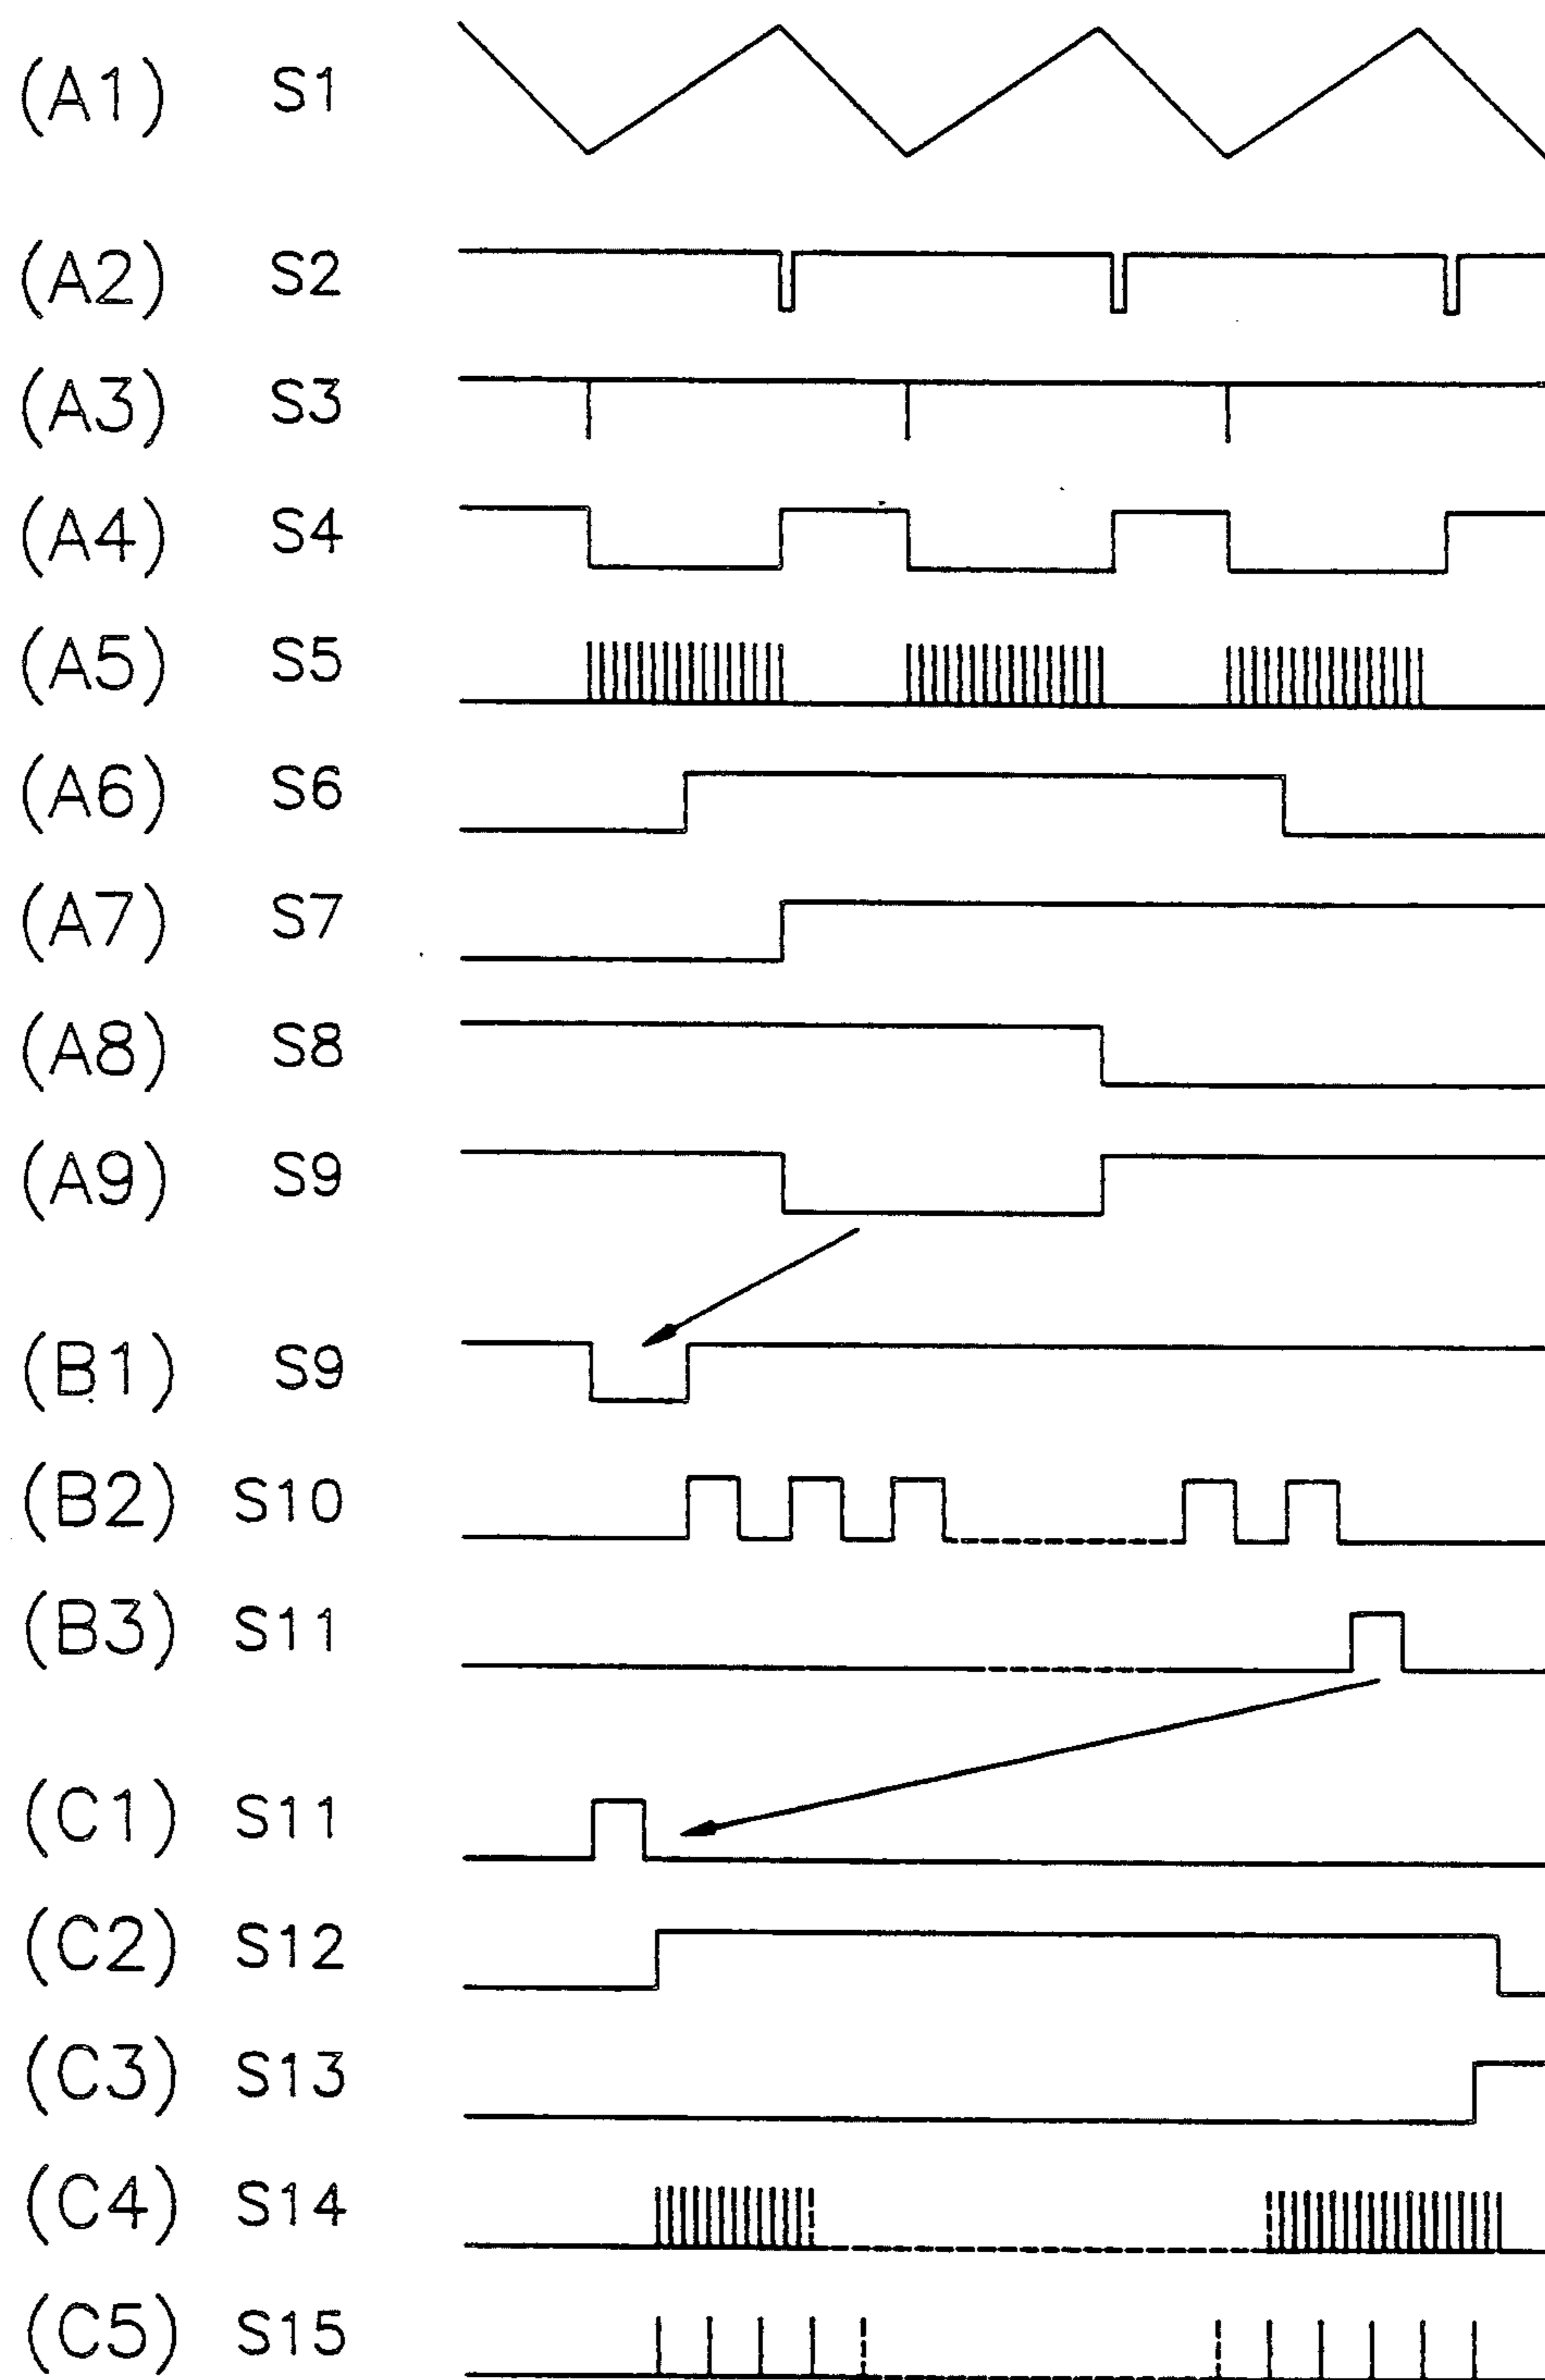 (A1) S1
(A2) S2
(A3) S3
(A4) S4
(A5) S5
(A6) S6
(A7) S7
(A8) S8
(A9) S9
(B1) S9
(B2) S10
(B3) S11
(C1) S11
(C2) S12
(C3) S13
(C4) S14
(C5) S15